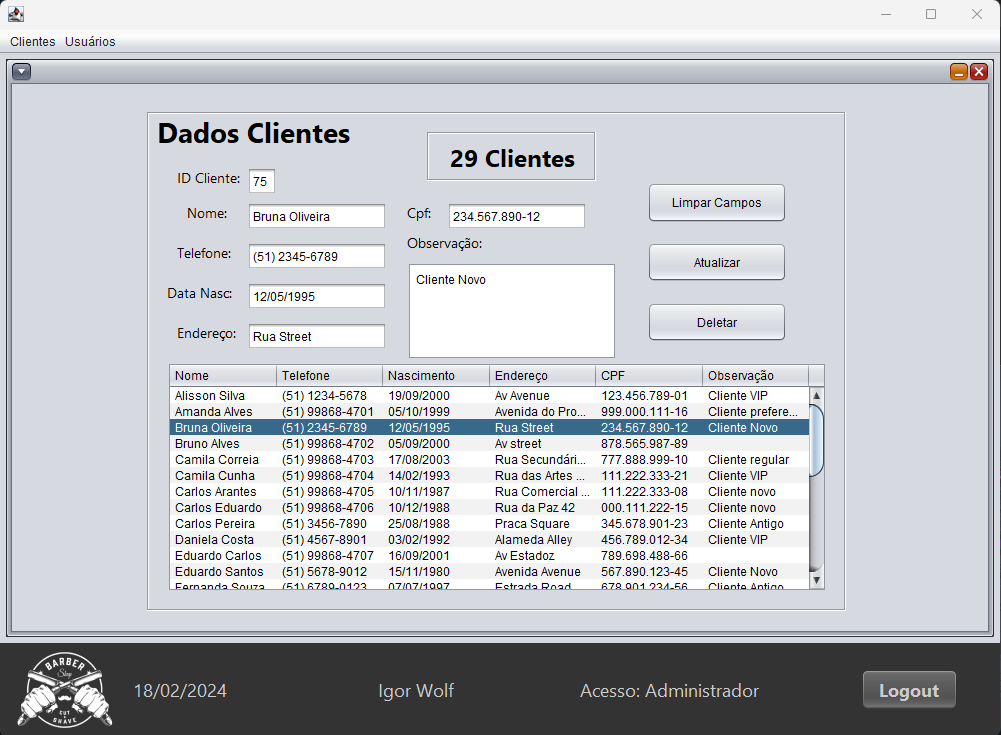 Clientes Usuários
Dados Clientes
29 Clientes
ID Cliente: 75
Nome: Bruna Oliveira
Cpf: 234.567.890-12
Limpar Campos
Telefone: (51) 2345-6789
Observação:
Cliente Novo
Atualizar
Data Nasc: 12/05/1995
Endereço: Rua Street
Deletar
Nome Telefone Nascimento Endereço CPF Observação
Alisson Silva (51) 1234-5678 19/09/2000 Av Avenue 123.456.789-01 Cliente VIP
Amanda Alves (51) 99868-4701 05/10/1999 Avenida do Pro... 999.000.111-16 Cliente prefere...
Bruna Oliveira (51) 2345-6789 12/05/1995 Rua Street 234.567.890-12 Cliente Novo
Bruno Alves (51) 99868-4702 05/09/2000 Av street 878.565.987-89
Camila Correia (51) 99868-4703 17/08/2003 Rua Secundári... 777.888.999-10 Cliente regular
Camila Cunha (51) 99868-4704 14/02/1993 Rua das Artes ... 111.222.333-21 Cliente VIP
Carlos Arantes (51) 99868-4705 10/11/1987 Rua Comercial ... 111.222.333-08 Cliente novo
Carlos Eduardo (51) 99868-4706 10/12/1988 Rua da Paz 42 000.111.222-15 Cliente novo
Carlos Pereira (51) 3456-7890 25/08/1988 Praca Square 345.678.901-23 Cliente Antigo
Daniela Costa (51) 4567-8901 03/02/1992 Alameda Alley 456.789.012-34 Cliente VIP
Eduardo Carlos (51) 99868-4707 16/09/2001 Av Estadoz 789.698.488-66
Eduardo Santos (51) 5678-9012 15/11/1980 Avenida Avenue 567.890.123-45 Cliente Novo
Fernanda Souza (51) 6789-0123 07/07/1997 Estrada Road 678.901.234-56 Cliente Antigo
BARBER
Shop
CUT
SHAVE
18/02/2024
Igor Wolf
Acesso: Administrador
Logout